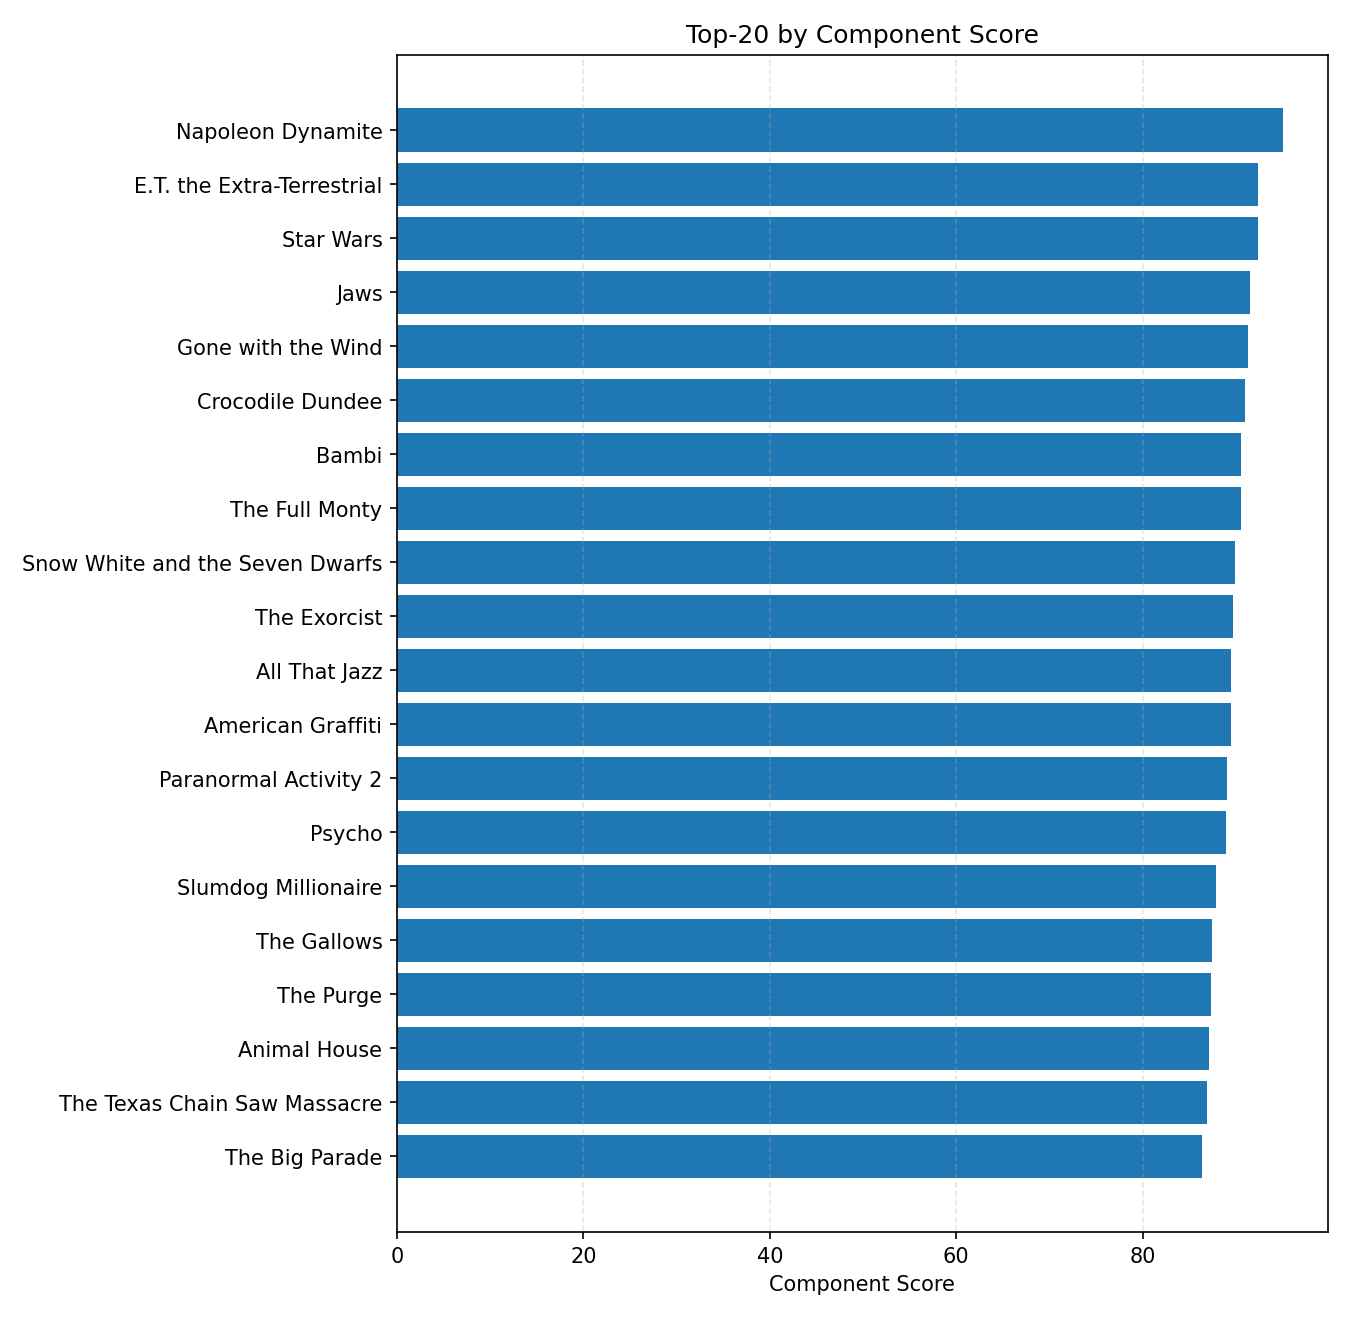 Top-20 by Component Score
Napoleon Dynamite
E.T. the Extra-Terrestrial
Star Wars
Jaws
Gone with the Wind
Crocodile Dundee
Bambi
The Full Monty
Snow White and the Seven Dwarfs
The Exorcist
All That Jazz
American Graffiti
Paranormal Activity 2
Psycho
Slumdog Millionaire
The Gallows
The Purge
Animal House
The Texas Chain Saw Massacre
The Big Parade
0 20 40 60 80
Component Score